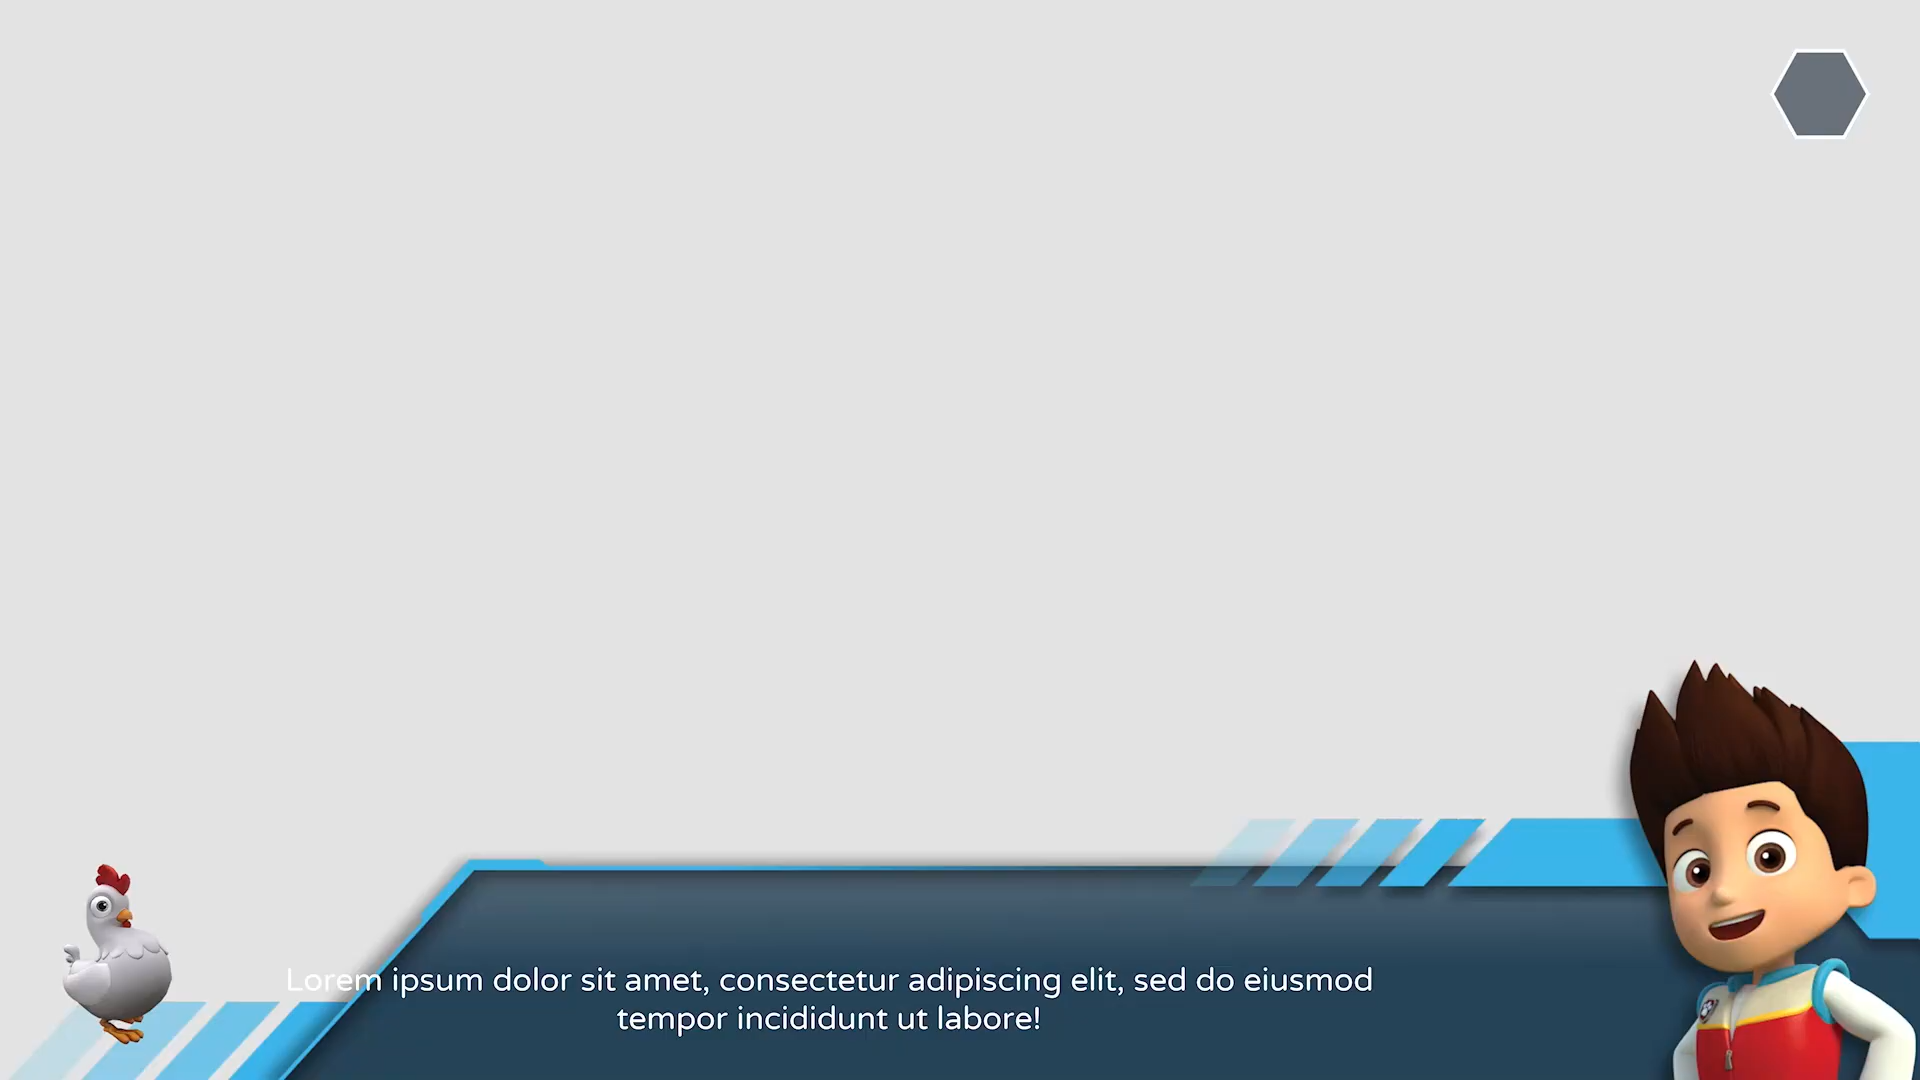 Lorem ipsum dolor sit amet, consectetur adipiscing elit, sed do eiusmod
tempor incididunt ut labore!